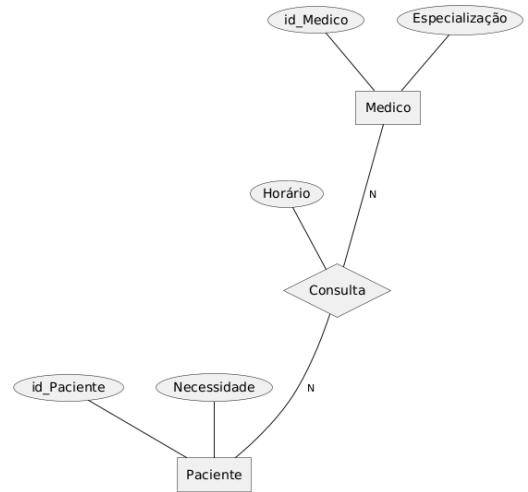 id_Medico
Especialização
Medico
N
Horário
Consulta
id_Paciente
Necessidade
N
Paciente